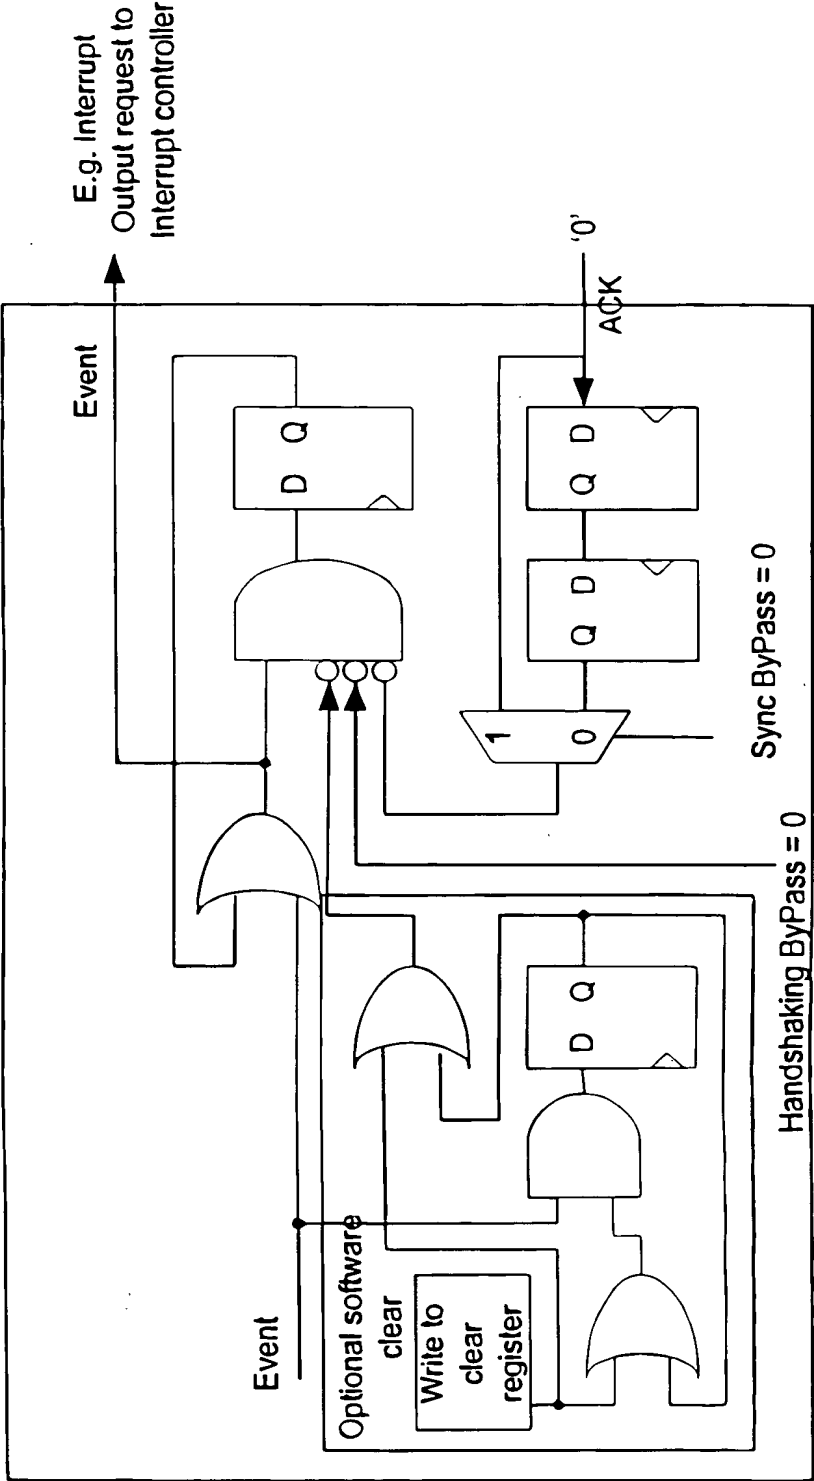 E.g. Interrupt
Output request to
Interrupt controller
Event
D Q
Q D
Q D
'0'
ACK
1
0
Sync ByPass = 0
Handshaking ByPass = 0
Event
Optional software
clear
Write to
clear
register
D Q